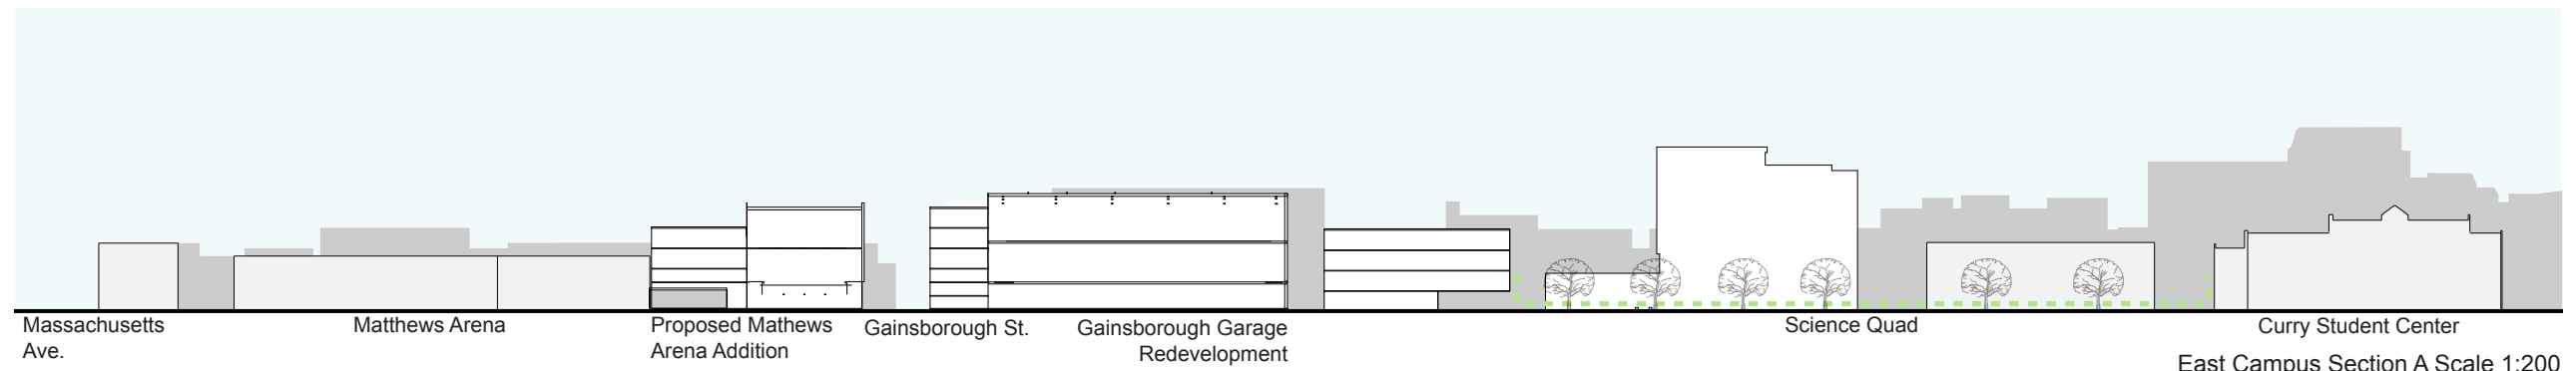 Massachusetts
Ave.
Matthews Arena
Proposed Mathews
Arena Addition
Gainsborough St.
Gainsborough Garage
Redevelopment
Science Quad
Curry Student Center
East Campus Section A Scale 1:200